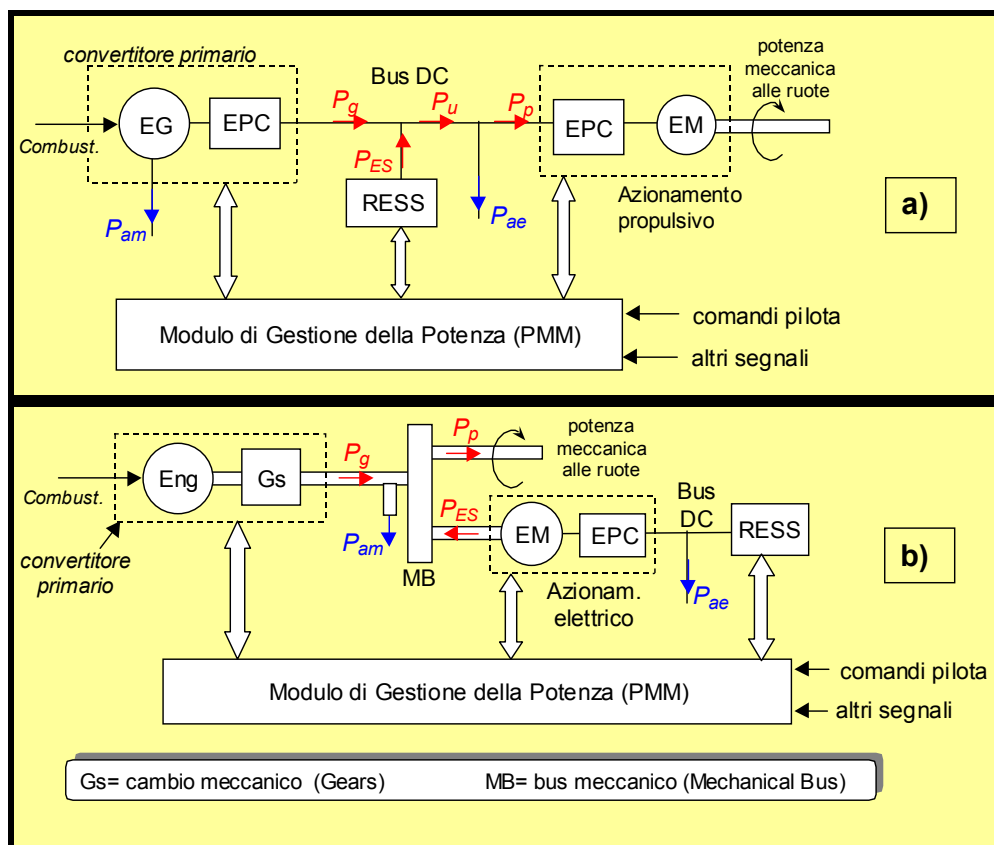 convertitore primario
Bus DC
potenza
meccanica
alle ruote
Pg
Pu
Pp
EG
EPC
EPC
EM
Combust.
PES
RESS
Pam
Pae
Azionamento
propulsivo
a)
Modulo di Gestione della Potenza (PMM)
comandi pilota
altri segnali
Pp
potenza
meccanica
alle ruote
Pg
Eng
Gs
Combust.
Bus
DC
PES
EM
EPC
RESS
Pam
convertitore
primario
MB
Azionam.
elettrico
Pae
b)
Modulo di Gestione della Potenza (PMM)
comandi pilota
altri segnali
Gs= cambio meccanico (Gears) MB= bus meccanico (Mechanical Bus)